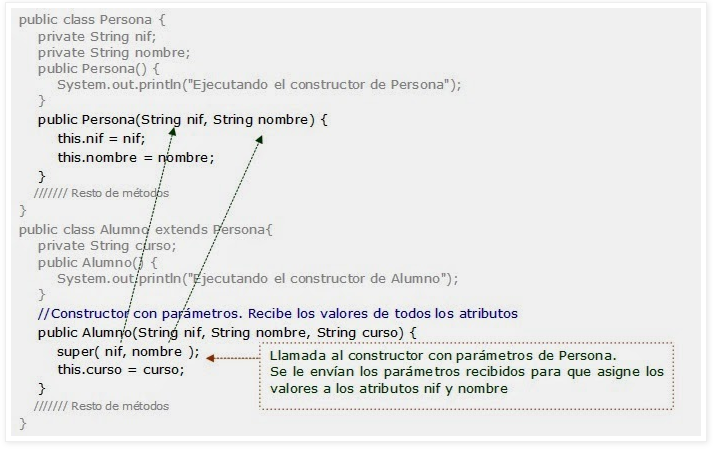 public class Persona {
private String nif;
private String nombre;
public Persona() {
System.out.println("Ejecutando el constructor de Persona");
}
public Persona(String nif, String nombre) {
this.nif = nif;
this.nombre = nombre;
}
/////// Resto de métodos
}
public class Alumno extends Persona{
private String curso;
public Alumno() {
System.out.println("Ejecutando el constructor de Alumno");
}
//Constructor con parámetros. Recibe los valores de todos los atributos
public Alumno(String nif, String nombre, String curso) {
super( nif, nombre );
this.curso = curso;
}
/////// Resto de métodos
}
Llamada al constructor con parámetros de Persona.
Se le envían los parámetros recibidos para que asigne los
valores a los atributos nif y nombre